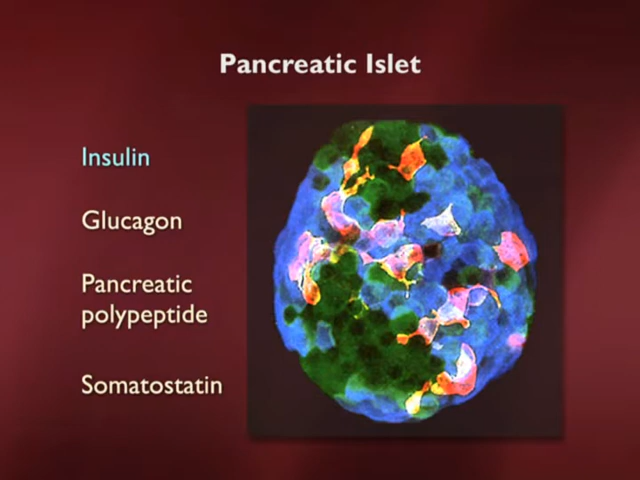 Pancreatic Islet
Insulin
Glucagon
Pancreatic
polypeptide
Somatostatin